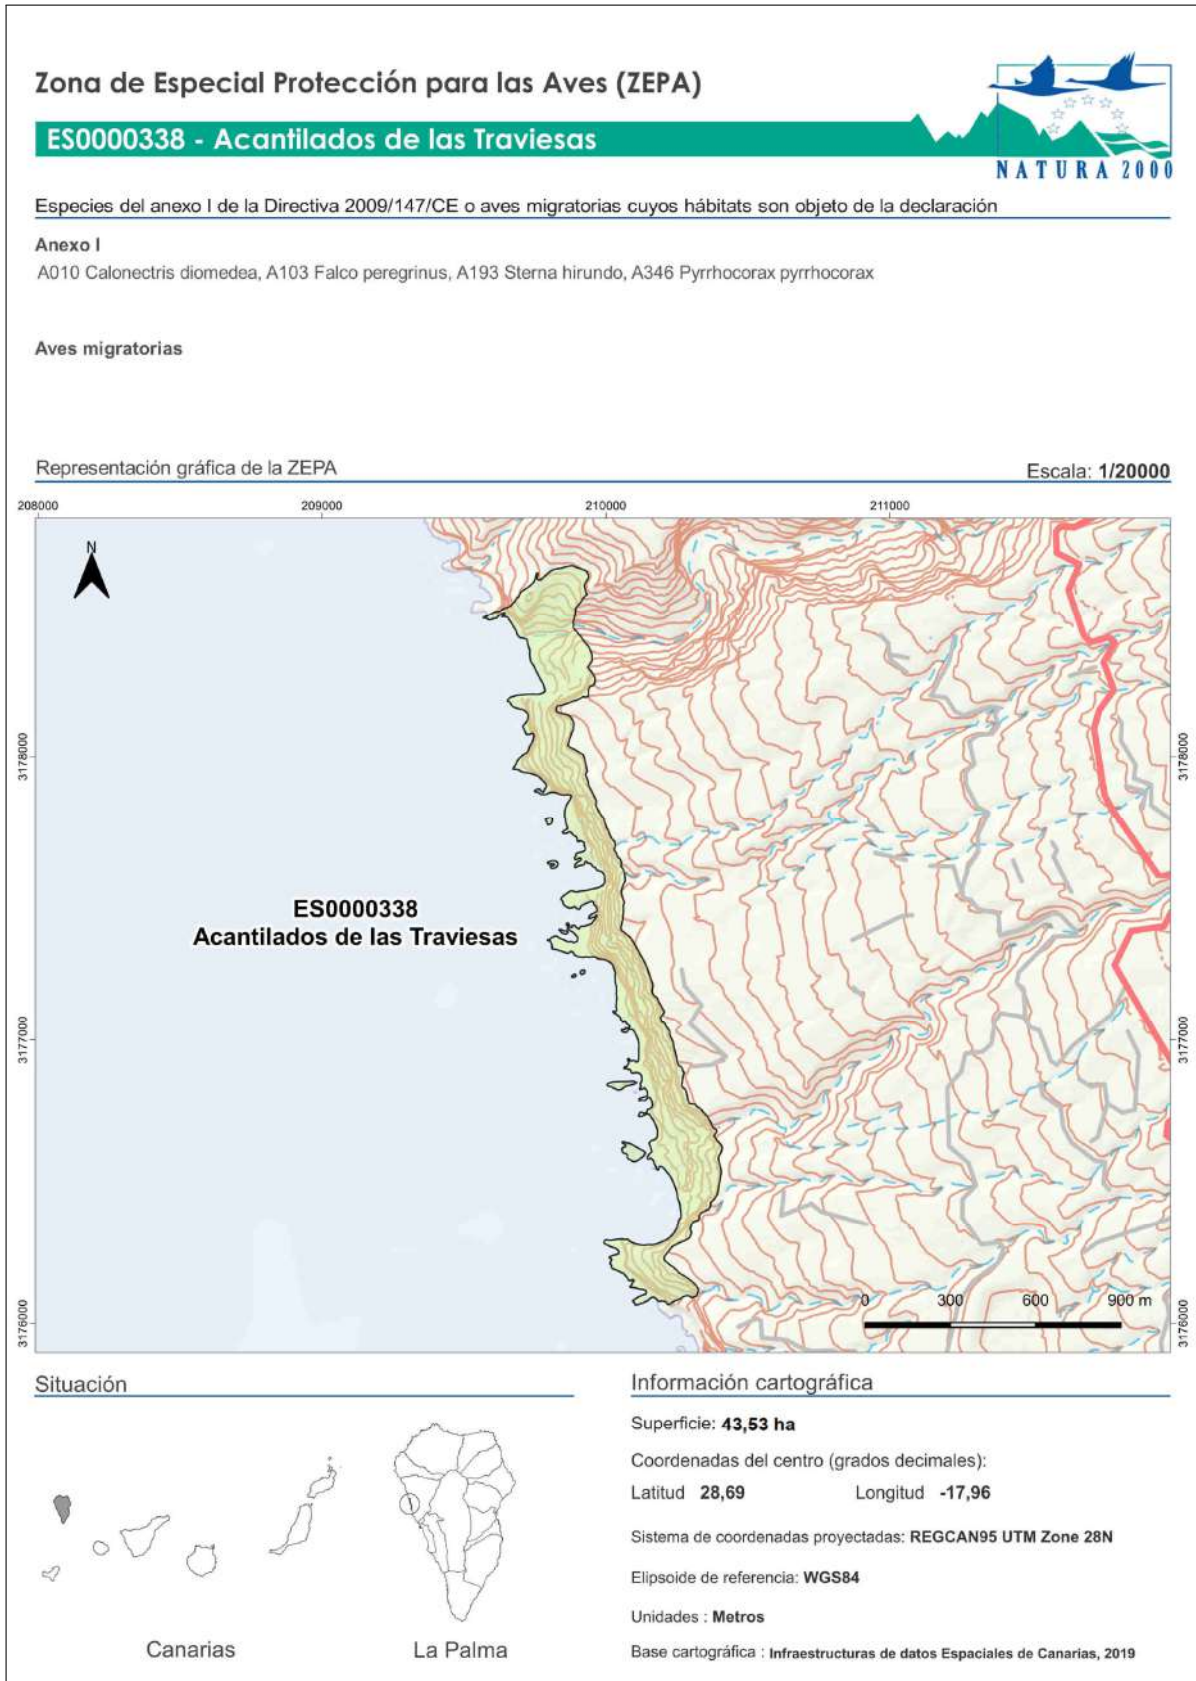 Zona de Especial Protección para las Aves (ZEPA)
ES0000338 - Acantilados de las Traviesas
NATURA 2000
Especies del anexo I de la Directiva 2009/147/CE o aves migratorias cuyos hábitats son objeto de la declaración
Anexo I
A010 Calonectris diomedea, A103 Falco peregrinus, A193 Sterna hirundo, A346 Pyrrhocorax pyrrhocorax
Aves migratorias
Representación gráfica de la ZEPA
Escala: 1/20000
208000
209000
210000
211000
N
3178000
3178000
ES0000338
Acantilados de las Traviesas
3177000
3177000
0 300 600 900 m
3176000
3176000
Situación
Canarias
La Palma
Información cartográfica
Superficie: 43,53 ha
Coordenadas del centro (grados decimales):
Latitud 28,69 Longitud -17,96
Sistema de coordenadas proyectadas: REGCAN95 UTM Zone 28N
Elipsoide de referencia: WGS84
Unidades : Metros
Base cartográfica : Infraestructuras de datos Espaciales de Canarias, 2019